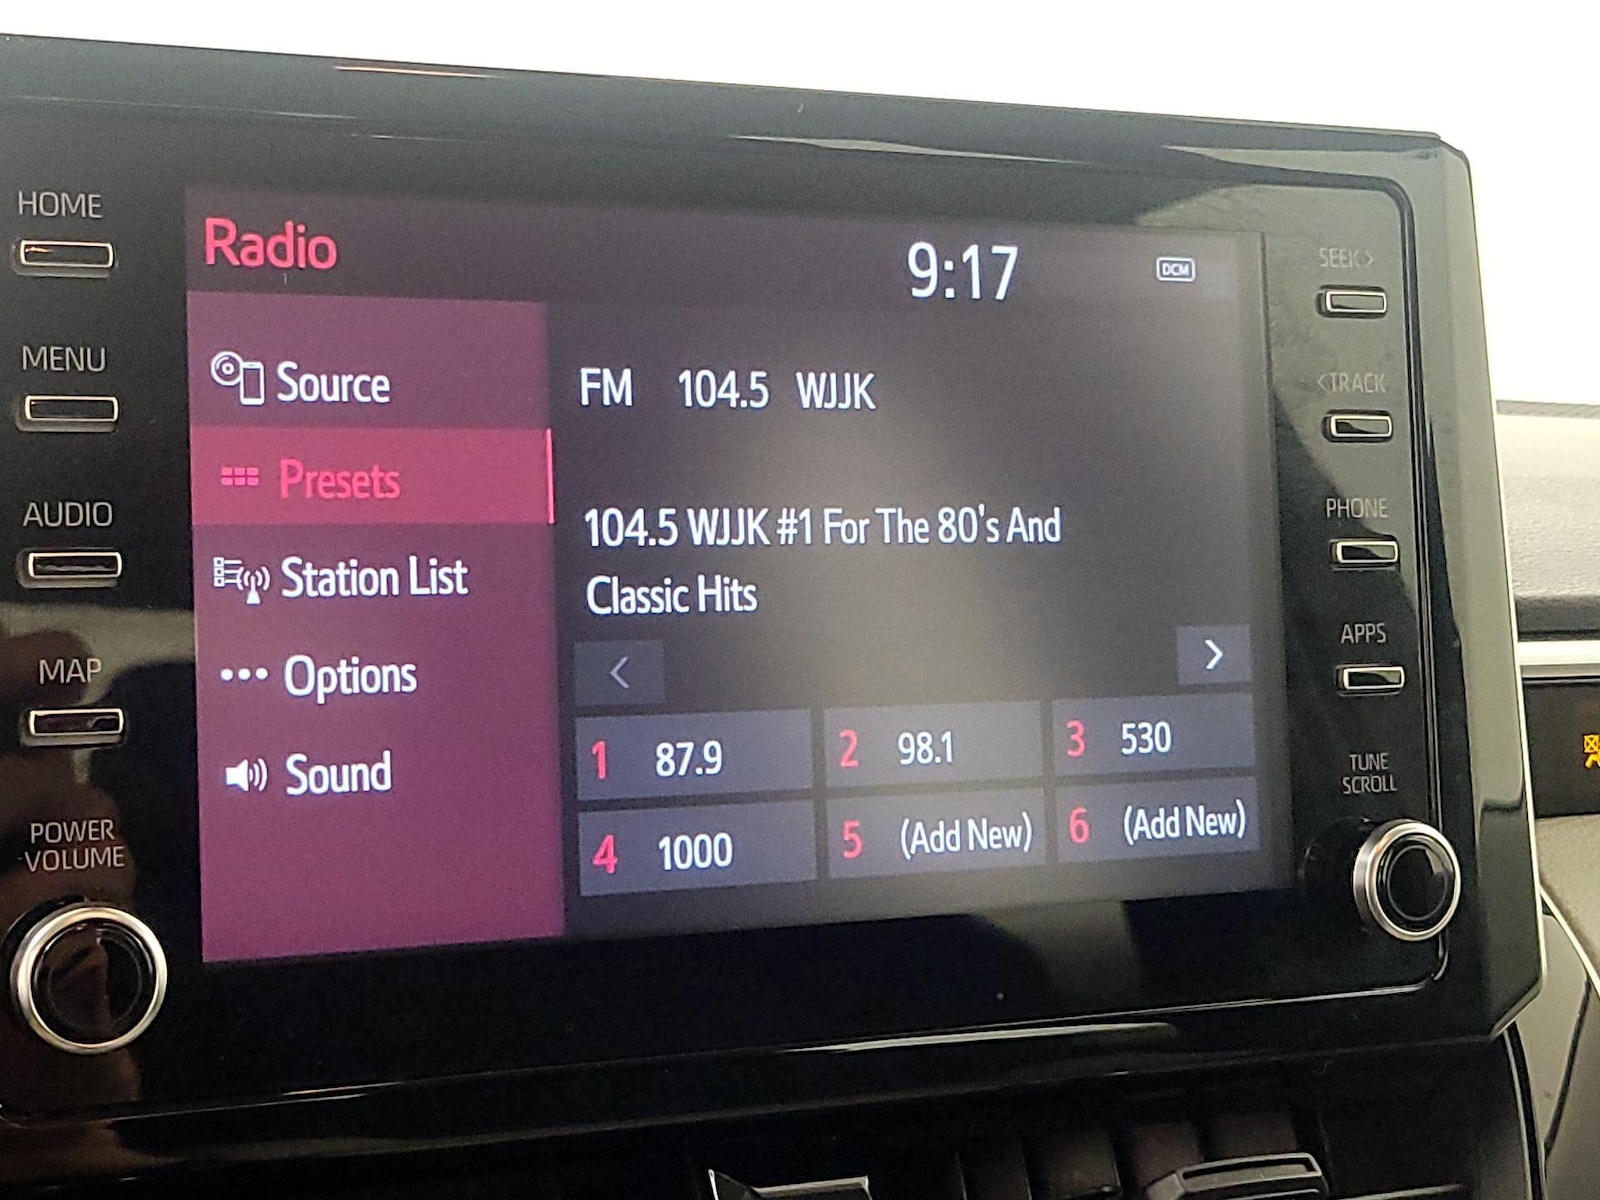 HOME
MENU
AUDIO
MAP
POWER
VOLUME
Radio
9:17
DCM
Source
Presets
Station List
Options
Sound
FM 104.5 WJJK
104.5 WJJK #1 For The 80's And
Classic Hits
<
>
1 87.9
2 98.1
3 530
4 1000
5 (Add New)
6 (Add New)
SEEK >
< TRACK
PHONE
APPS
TUNE
SCROLL